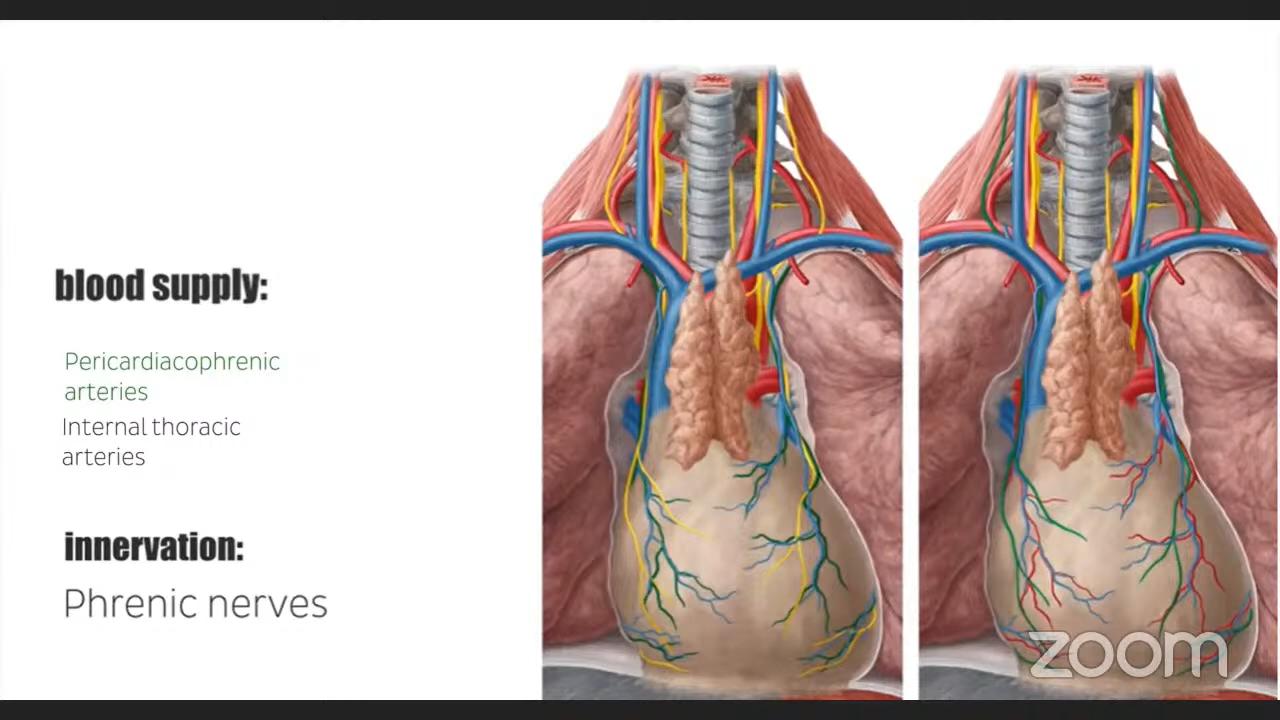 blood supply:
Pericardiacophrenic
arteries
Internal thoracic
arteries
innervation:
Phrenic nerves
zoom